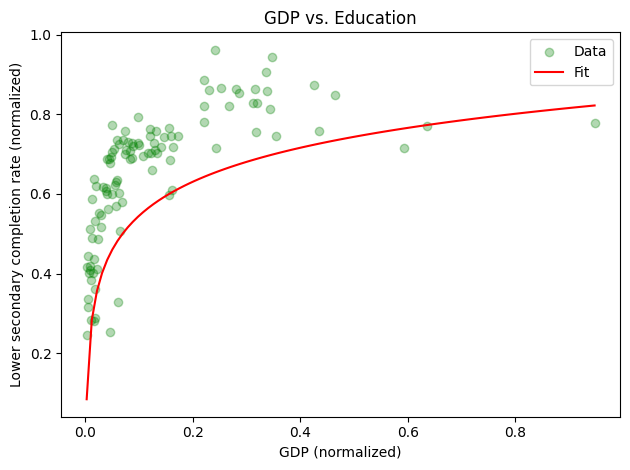 GDP vs. Education
Data
Fit
Lower secondary completion rate (normalized)
1.0
0.8
0.6
0.4
0.2
0.0
0.2
0.4
0.6
0.8
GDP (normalized)